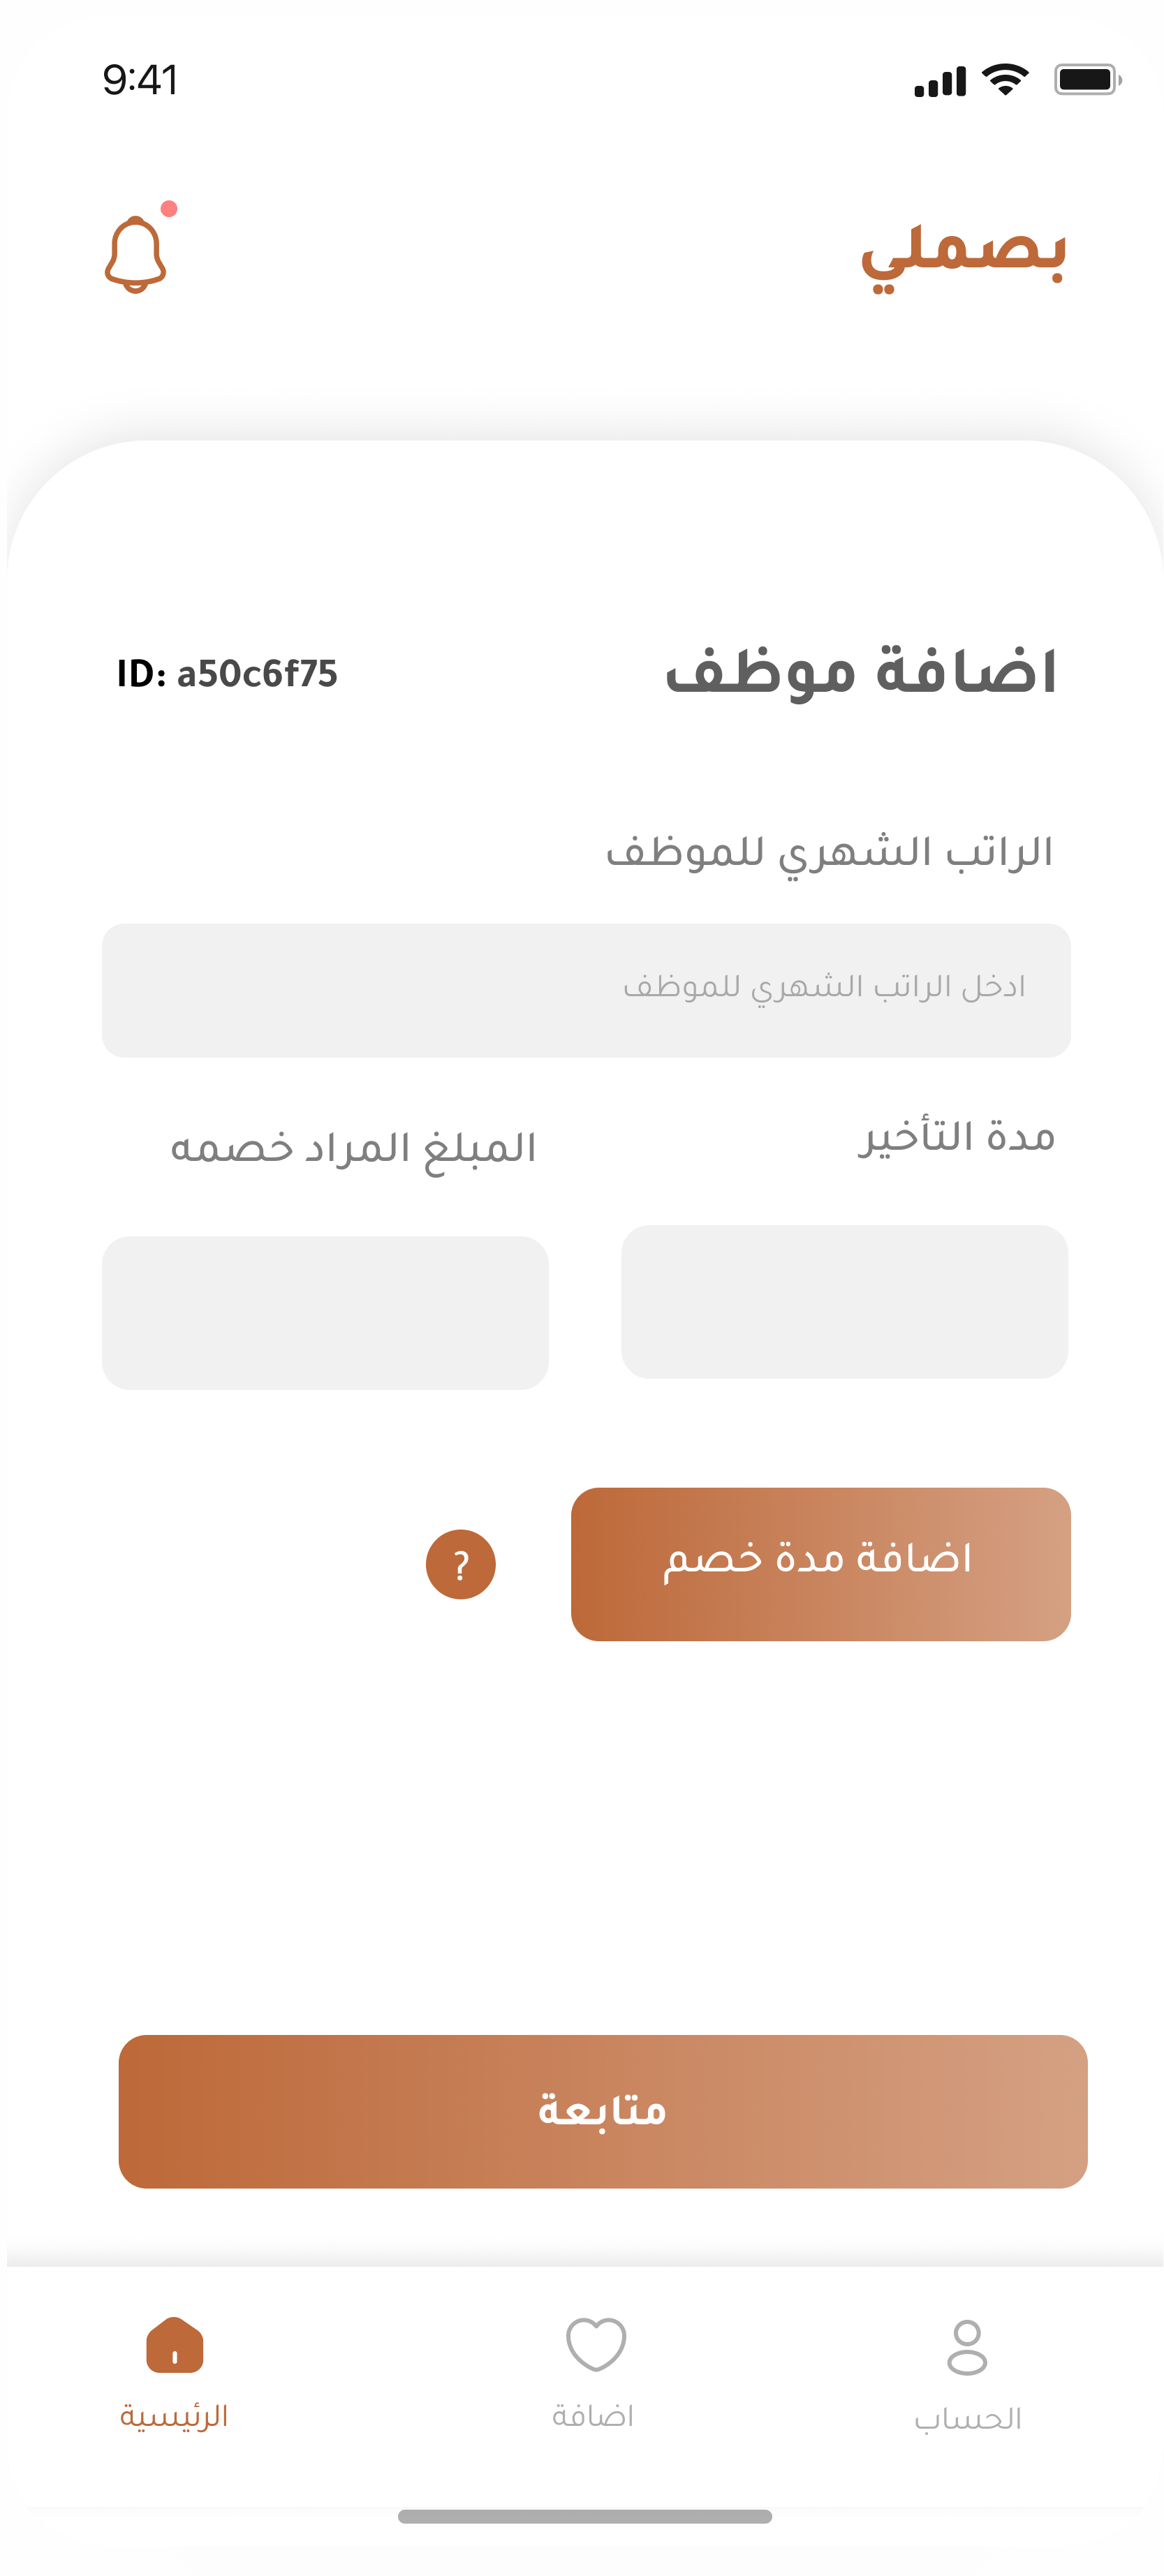 9:41
بصملي
اضافة موظف
ID: a50c6f75
الراتب الشهري للموظف
ادخل الراتب الشهري للموظف
مدة التأخير
المبلغ المراد خصمه
اضافة مدة خصم
?
متابعة
الحساب
اضافة
الرئيسية